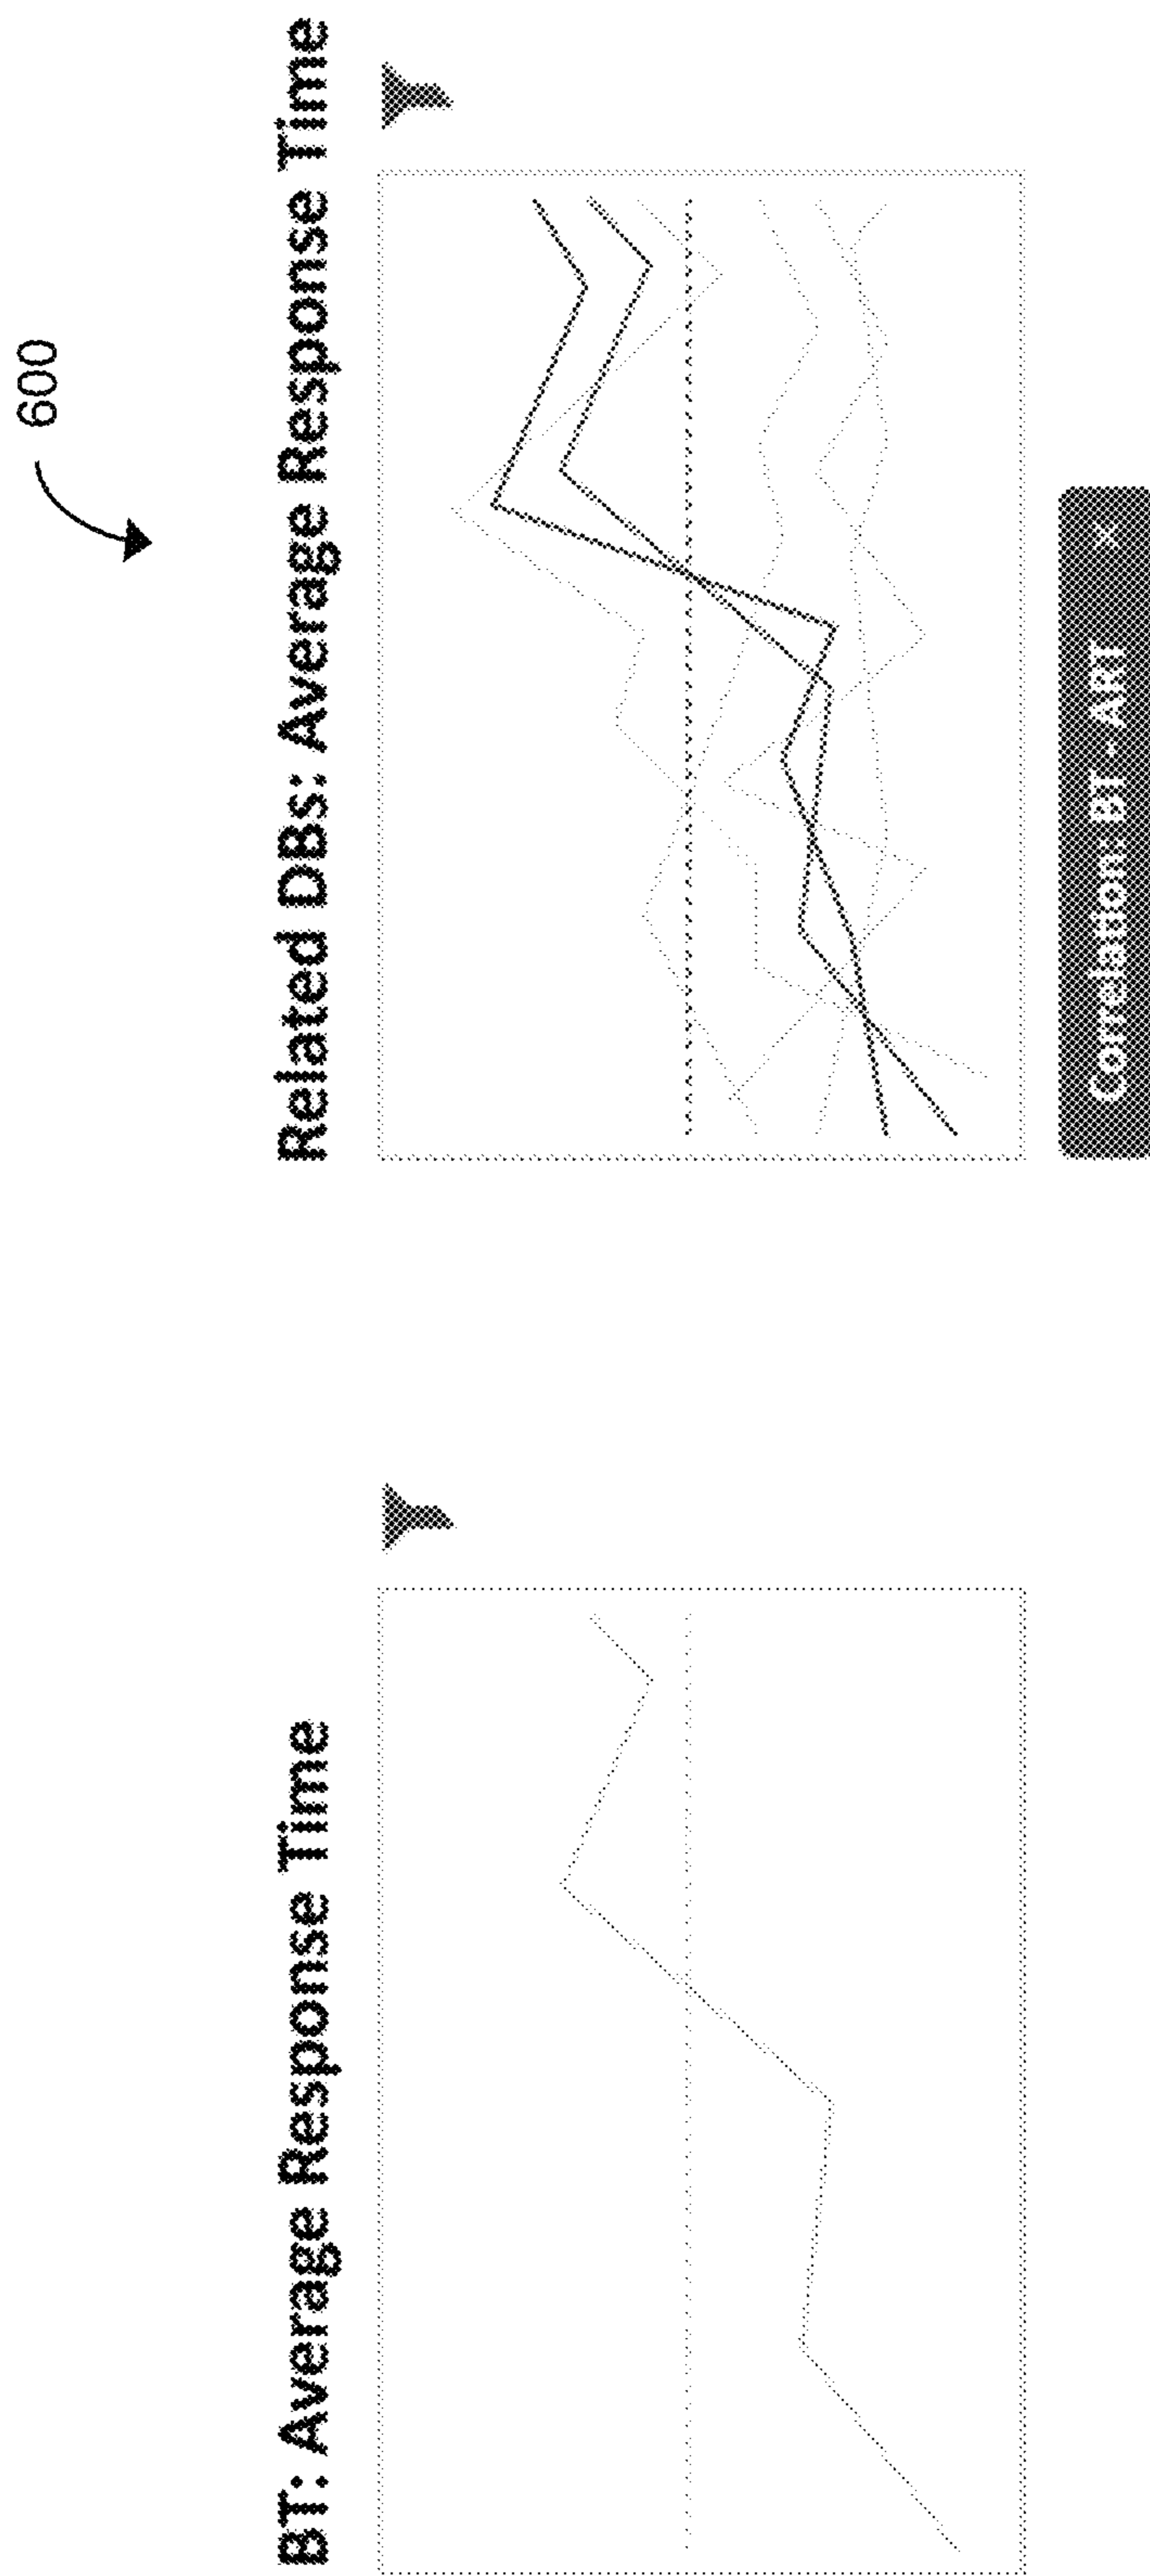 600
BT: Average Response Time
Related DBs: Average Response Time
Correlation: BT - ART ×